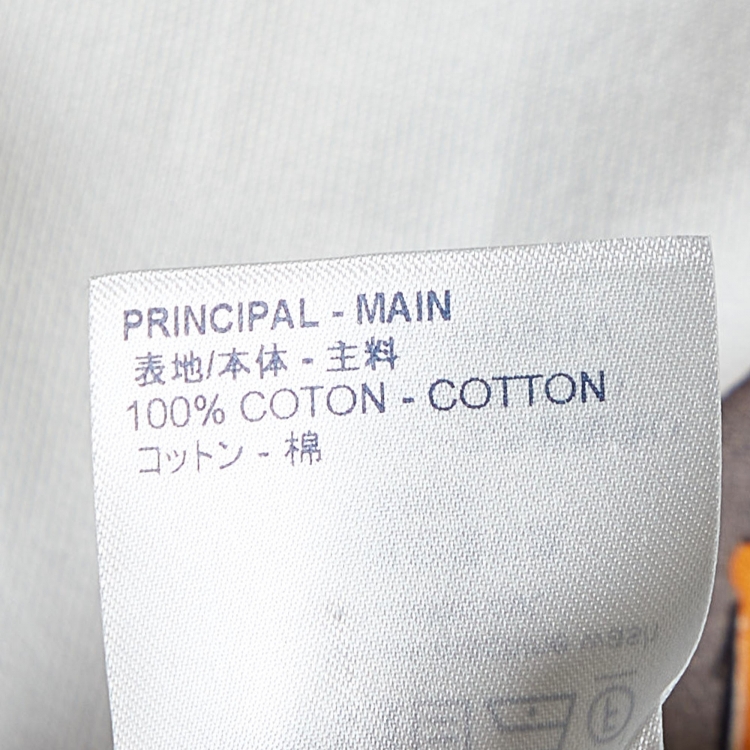 PRINCIPAL - MAIN
表地/本体 - 主料
100% COTON - COTTON
コットン - 棉